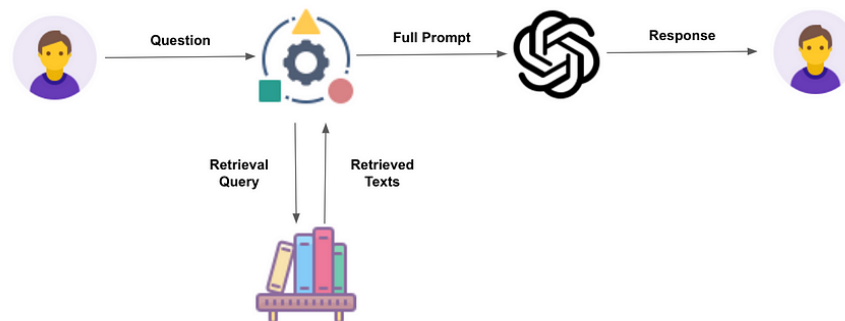 Question
Full Prompt
Response
Retrieval
Query
Retrieved
Texts